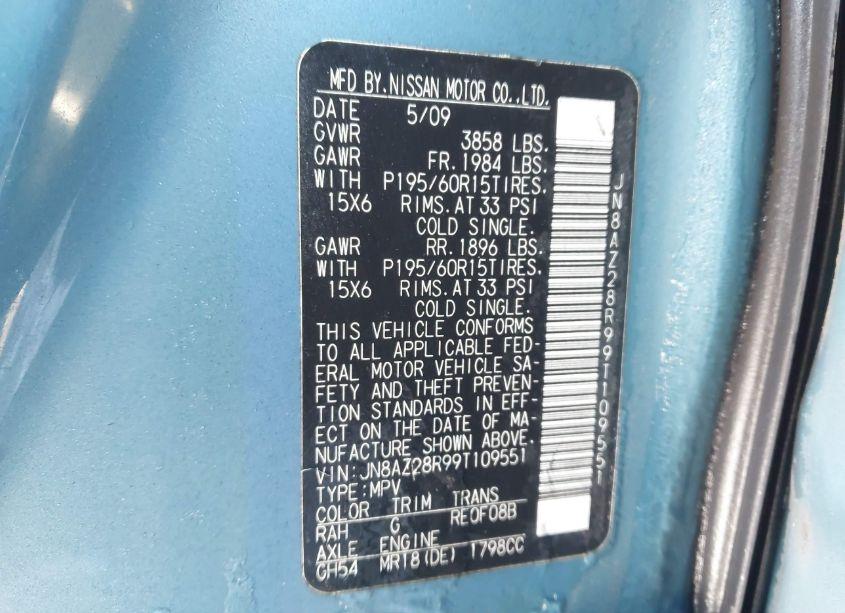 MFD BY.NISSAN MOTOR CO.,LTD.
DATE 5/09
GVWR 3858 LBS.
GAWR FR.1984 LBS.
WITH P195/60R15TIRES.
15X6 RIMS.AT 33 PSI
COLD SINGLE.
GAWR RR.1896 LBS.
WITH P195/60R15TIRES.
15X6 RIMS.AT 33 PSI
COLD SINGLE.
THIS VEHICLE CONFORMS
TO ALL APPLICABLE FED-
ERAL MOTOR VEHICLE SA-
FETY AND THEFT PREVEN-
TION STANDARDS IN EFF-
ECT ON THE DATE OF MA-
NUFACTURE SHOWN ABOVE.
VIN:JN8AZ28R99T109551
TYPE:MPV
COLOR TRIM TRANS
RAH G RE0F08B
AXLE ENGINE
GH54 MR18(DE) 1798CC
JN8AZ28R99T109551